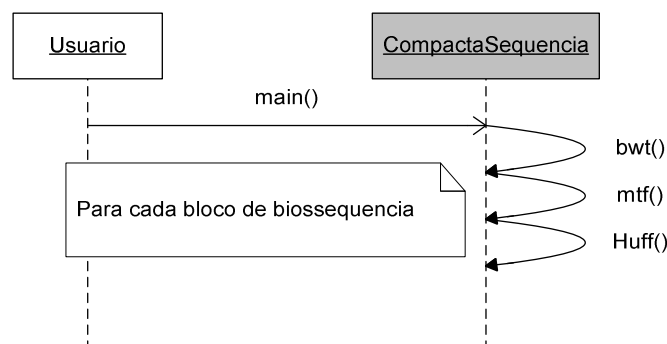 Usuario
CompactaSequencia
main()
bwt()
Para cada bloco de biossequencia
mtf()
Huff()